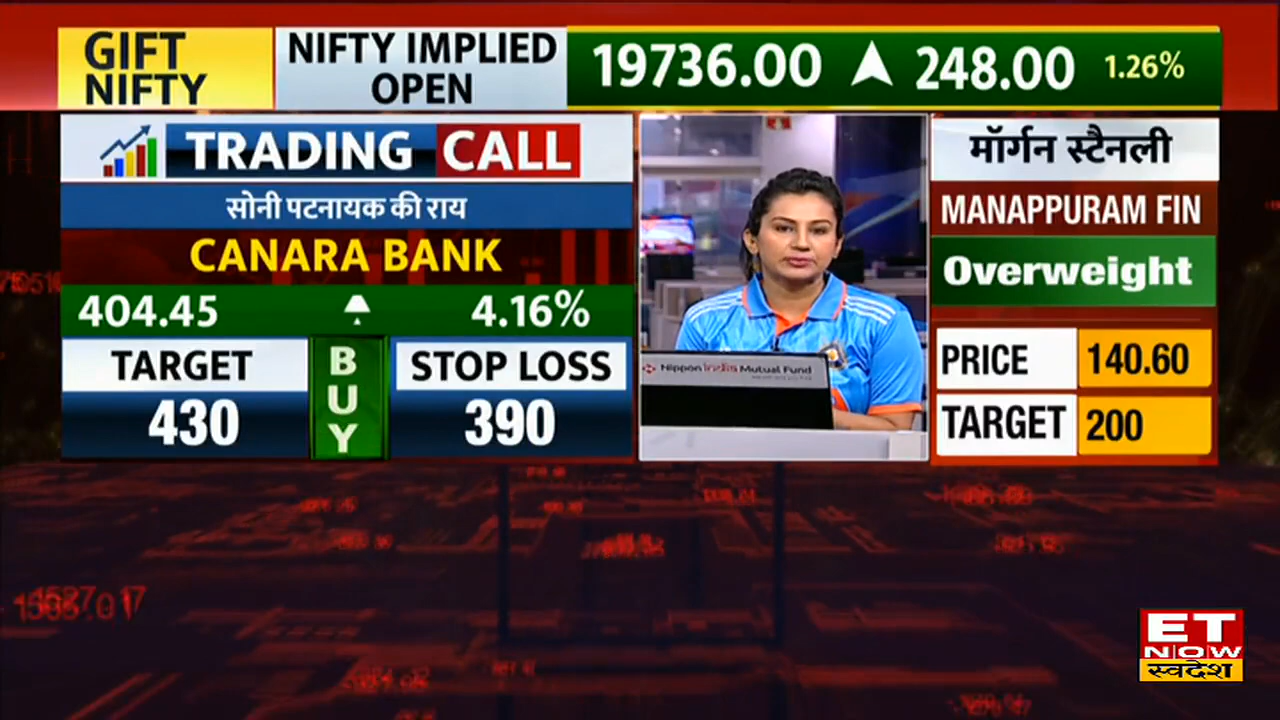 GIFT
NIFTY
NIFTY IMPLIED
OPEN
19736.00 ▲ 248.00 1.26%
TRADING CALL
सोनी पटनायक की राय
CANARA BANK
404.45 4.16%
TARGET
430
BUY
STOP LOSS
390
Nippon India Mutual Fund
मॉर्गन स्टैनली
MANAPPURAM FIN
Overweight
PRICE 140.60
TARGET 200
ET
NOW
स्वदेश